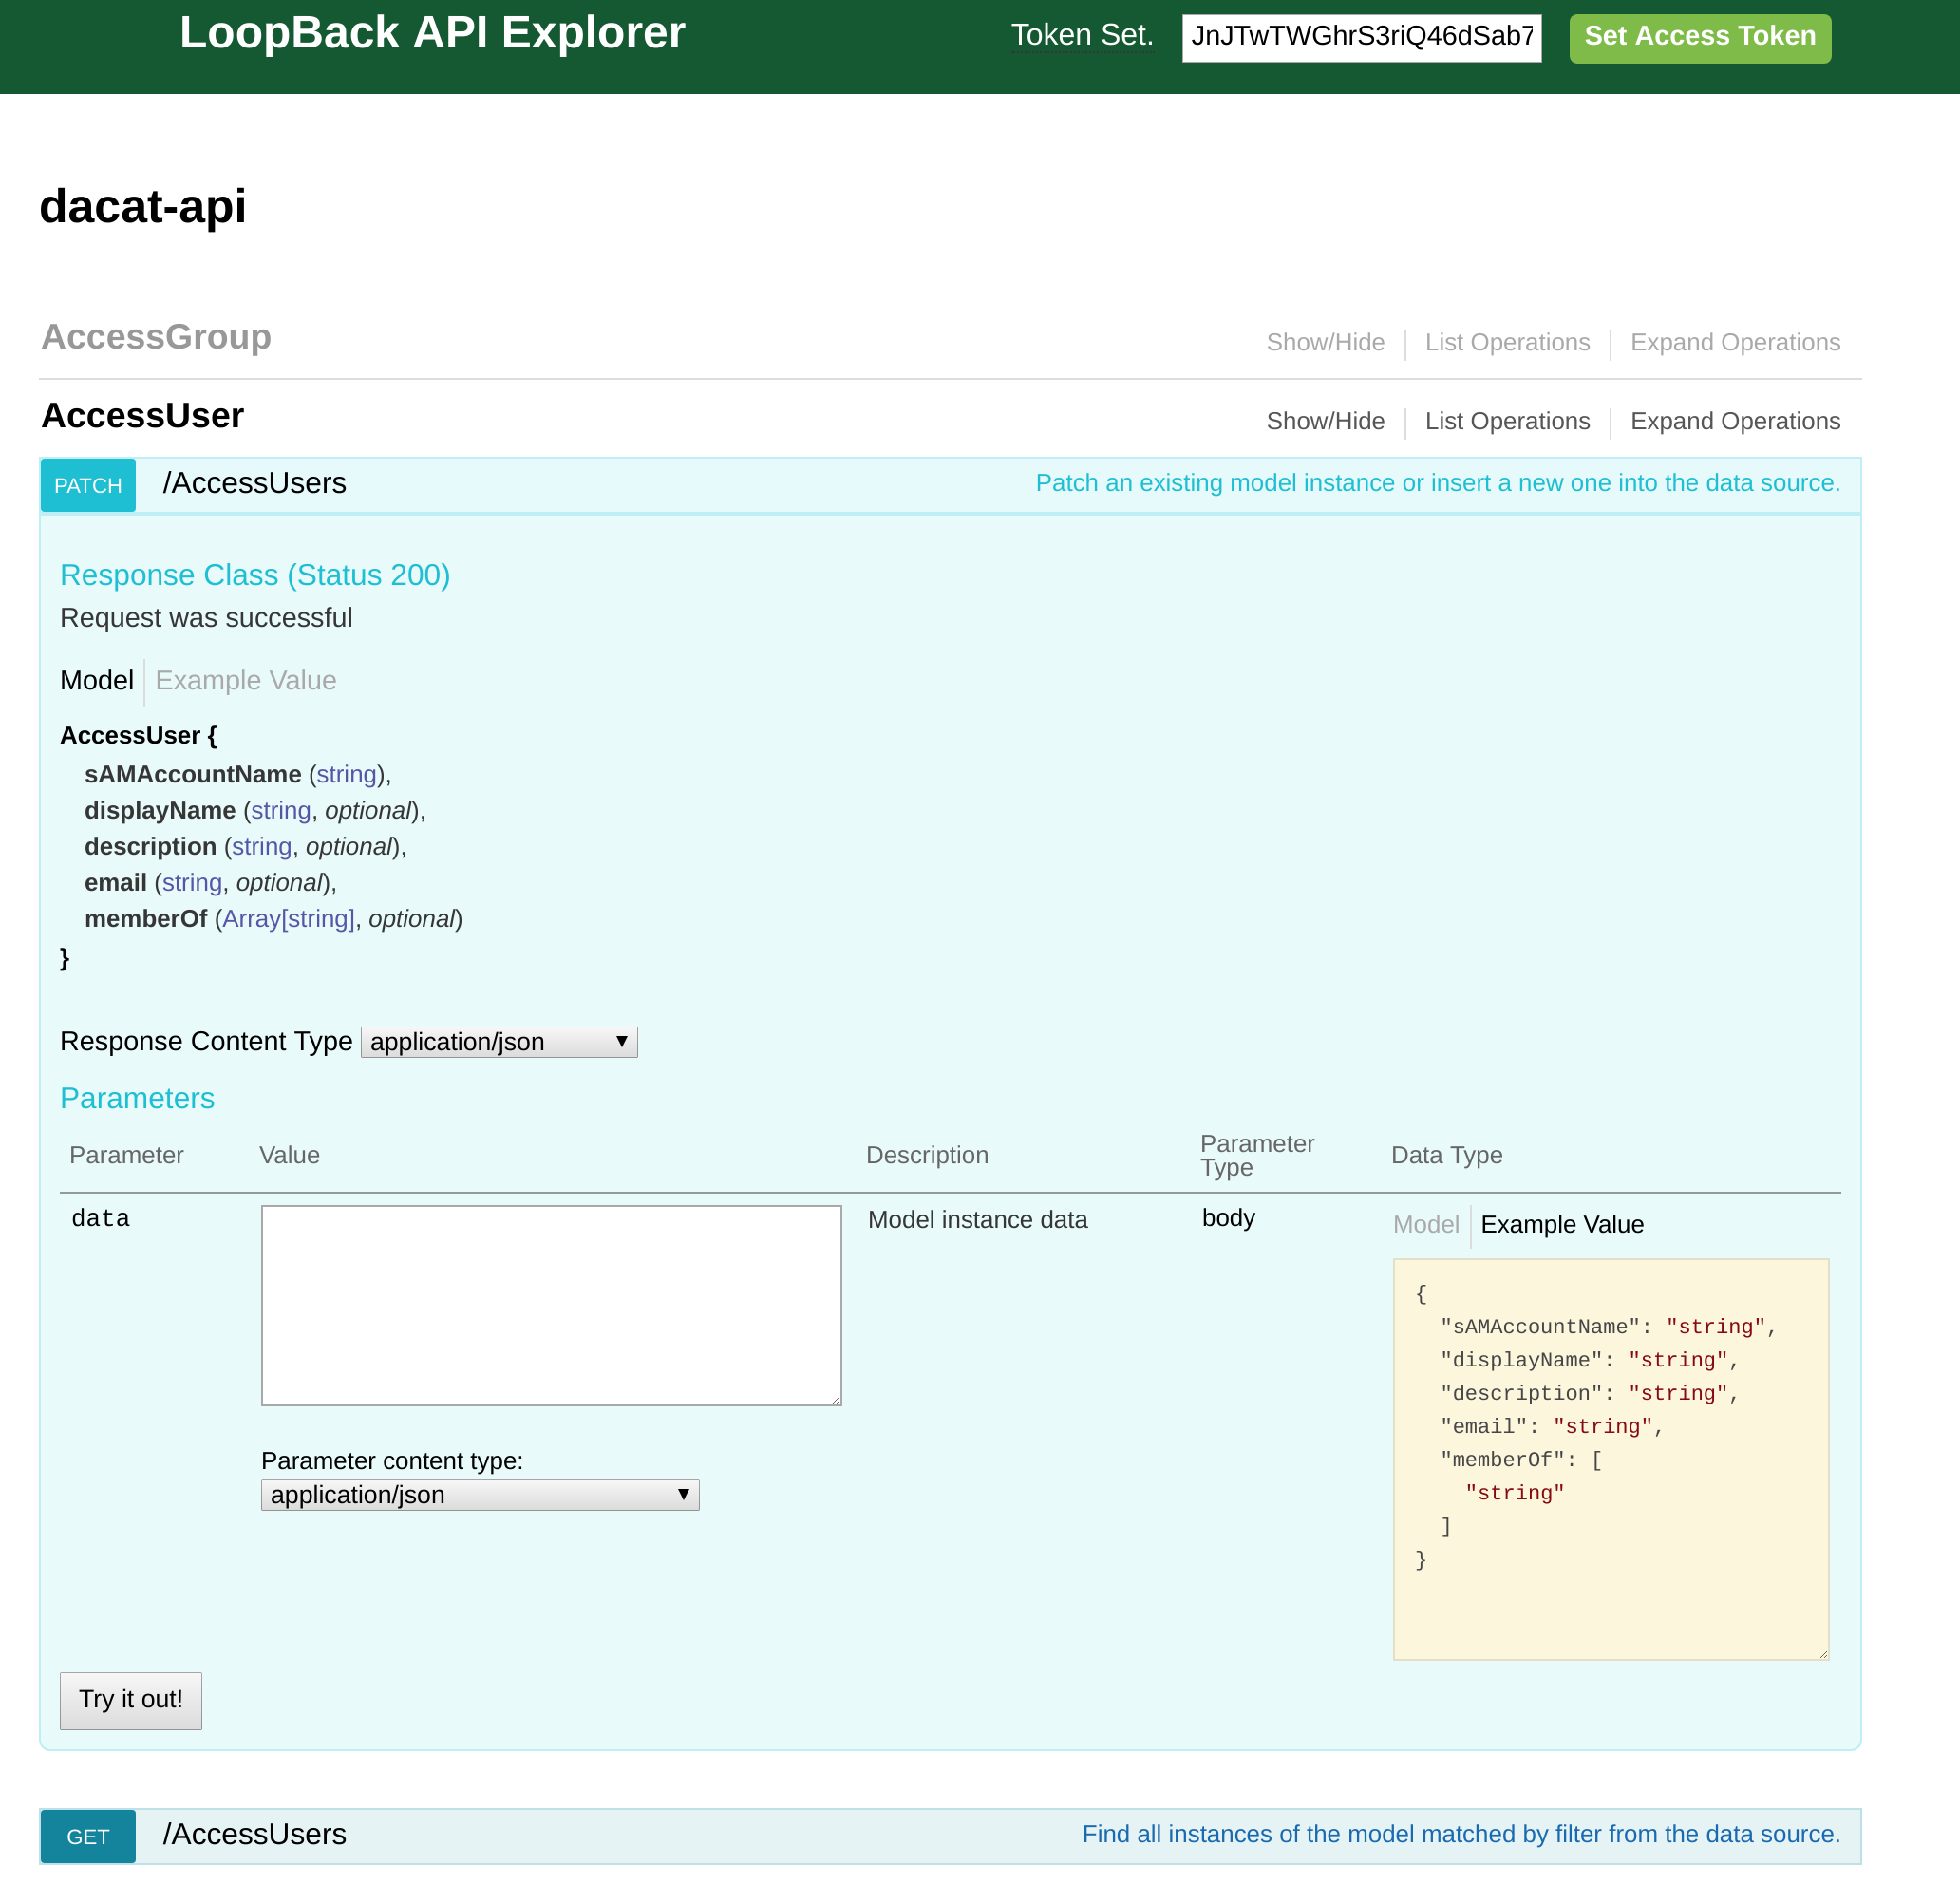 LoopBack API Explorer
Token Set.
JnJTwTWGhrS3riQ46dSab7
Set Access Token
dacat-api
AccessGroup
Show/Hide
List Operations
Expand Operations
AccessUser
Show/Hide
List Operations
Expand Operations
PATCH
/AccessUsers
Patch an existing model instance or insert a new one into the data source.
Response Class (Status 200)
Request was successful
Model
Example Value
AccessUser {
sAMAccountName (string),
displayName (string, optional),
description (string, optional),
email (string, optional),
memberOf (Array[string], optional)
}
Response Content Type
application/json
Parameters
Parameter
Value
Description
Parameter
Type
Data Type
data
Model instance data
body
Model
Example Value
{
"sAMAccountName": "string",
"displayName": "string",
"description": "string",
"email": "string",
"memberOf": [
"string"
]
}
Parameter content type:
application/json
Try it out!
GET
/AccessUsers
Find all instances of the model matched by filter from the data source.